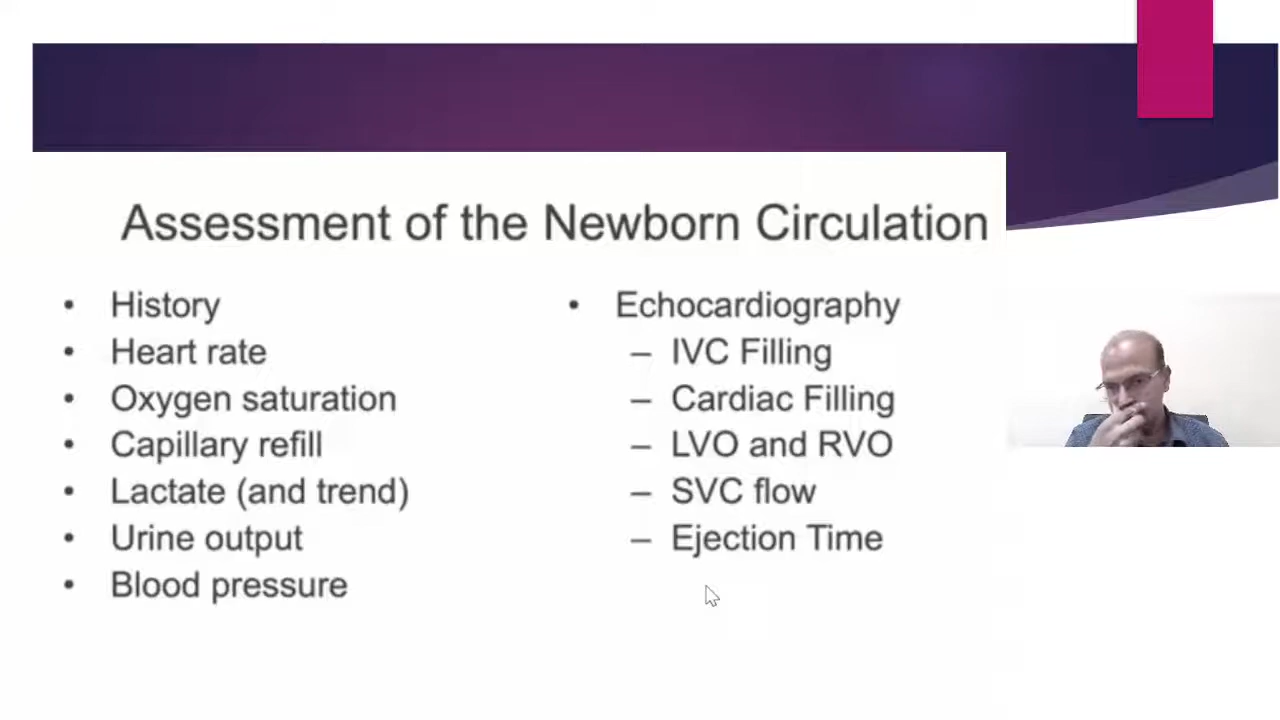 Assessment of the Newborn Circulation
• History
• Heart rate
• Oxygen saturation
• Capillary refill
• Lactate (and trend)
• Urine output
• Blood pressure
• Echocardiography
– IVC Filling
– Cardiac Filling
– LVO and RVO
– SVC flow
– Ejection Time